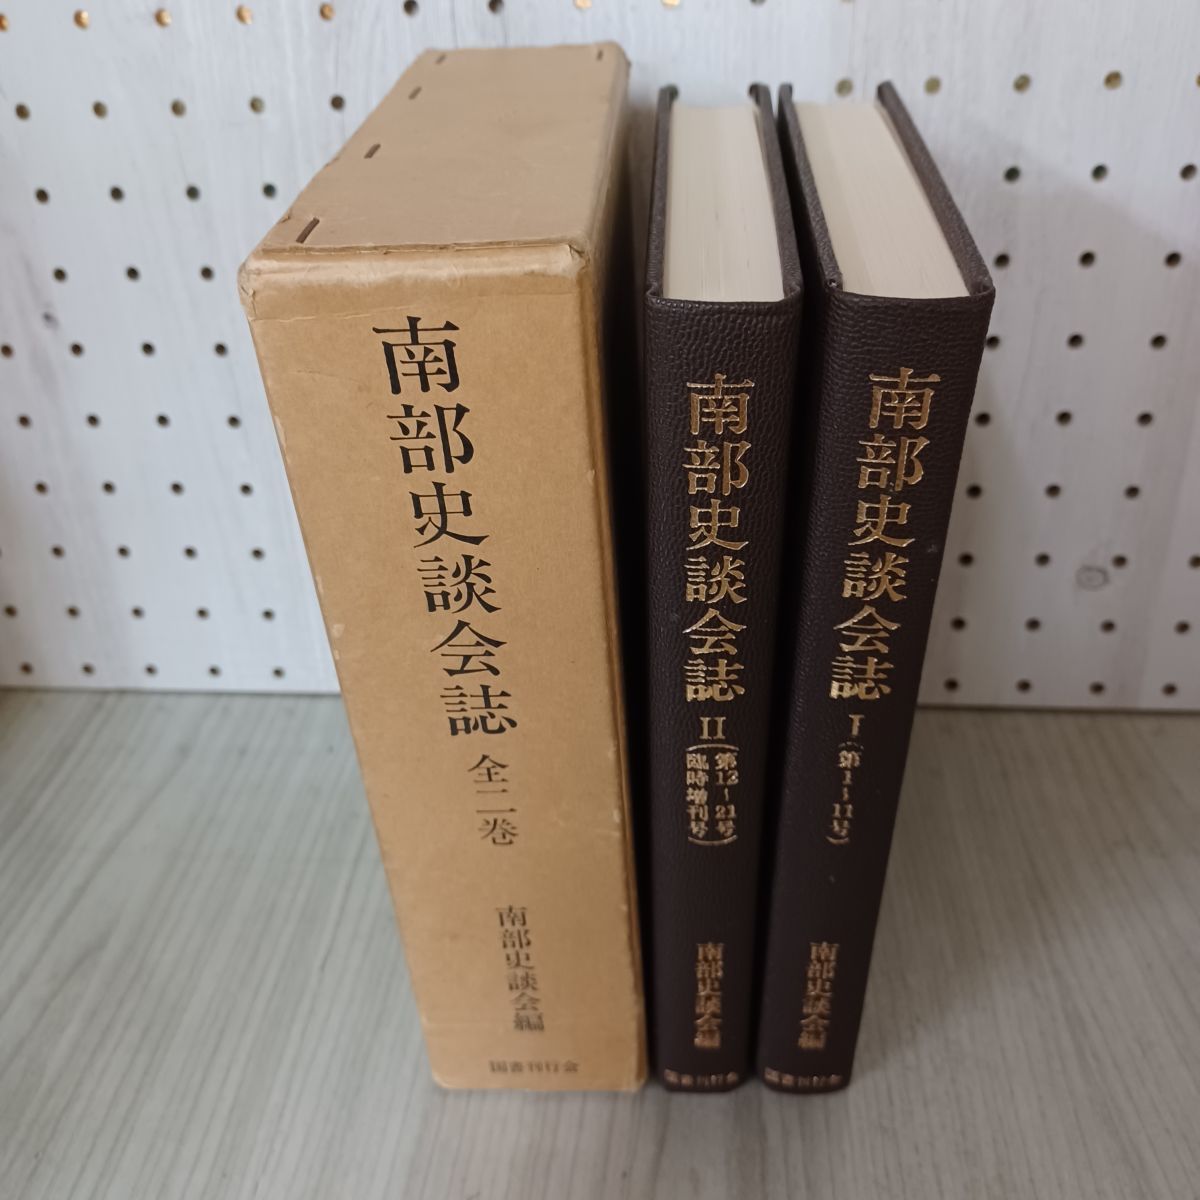 南部史談会誌 全二巻
南部史談会編
国書刊行会
南部史談会誌 II
(第12~21号
臨時増刊号)
南部史談会編
国書刊行会
南部史談会誌 I
(第1~11号)
南部史談会編
国書刊行会